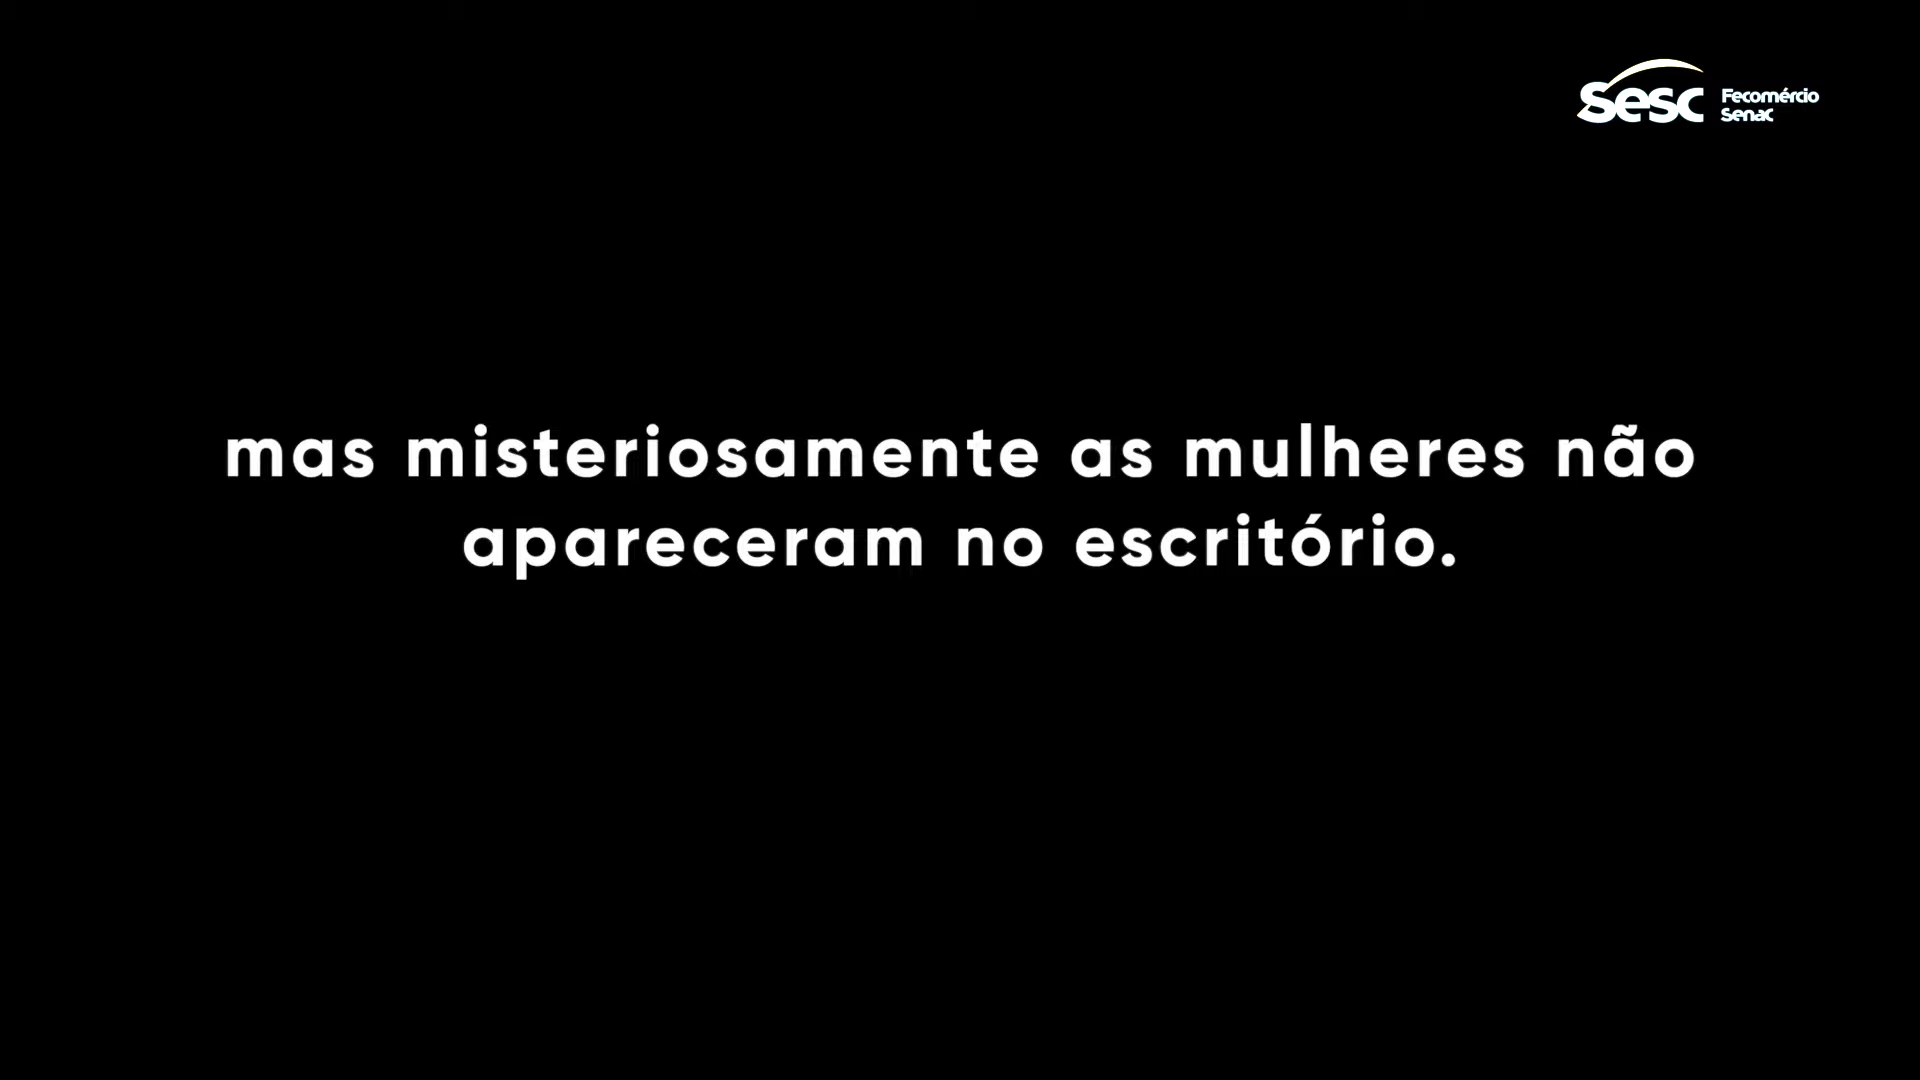 Sesc
Fecomércio
Senac
mas misteriosamente as mulheres não
apareceram no escritório.